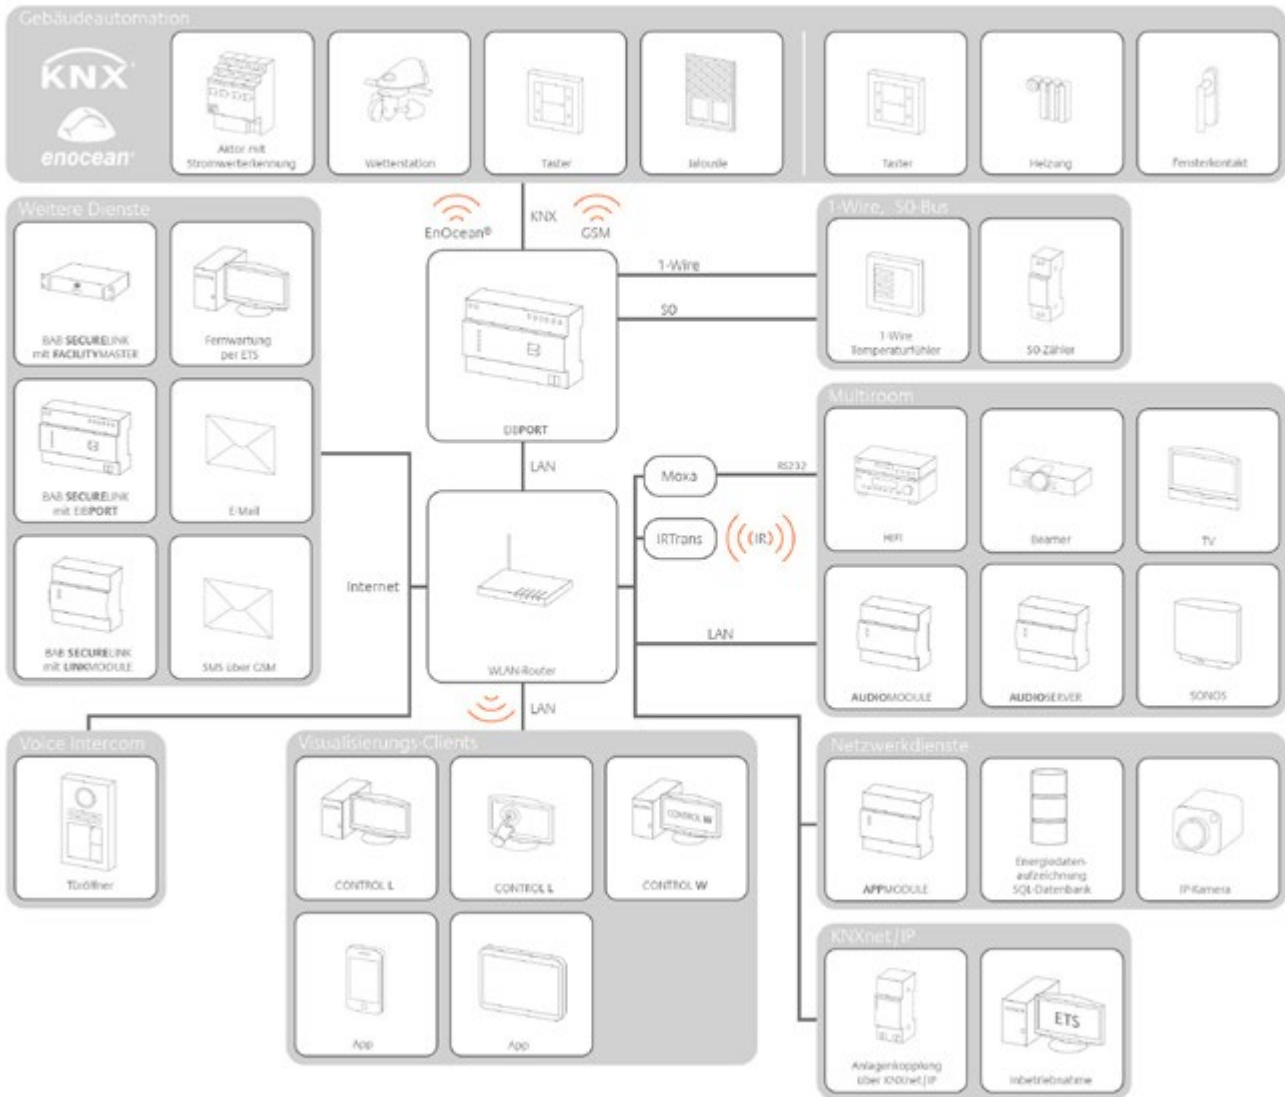 Gebäudeautomation
KNX
enocean®
Aktor mit
Stromwerterkennung
Wetterstation
Taster
Jalousie
Taster
Heizung
Fensterkontakt
EnOcean®
KNX
GSM
Weitere Dienste
BAB SECURELINK
mit FACILITYMASTER
Fernwartung
per ETS
BAB SECURELINK
mit EIBPORT
E-Mail
BAB SECURELINK
mit LINKMODULE
SMS über GSM
EIBPORT
1-Wire
S0
1-Wire, S0-Bus
1-Wire
Temperaturfühler
S0-Zähler
LAN
Internet
WLAN-Router
LAN
Moxa
RS232
IRTrans
(IR)
LAN
Multiroom
HIFI
Beamer
TV
AUDIOMODULE
AUDIOSERVER
SONOS
Voice Intercom
Türöffner
Visualisierungs-Clients
CONTROL L
CONTROL L
CONTROL W
CONTROL W
App
App
Netzwerkdienste
APPMODULE
Energiedaten-
aufzeichnung
SQL-Datenbank
IP-Kamera
KNXnet/IP
Anlagenkopplung
über KNXnet/IP
ETS
Inbetriebnahme